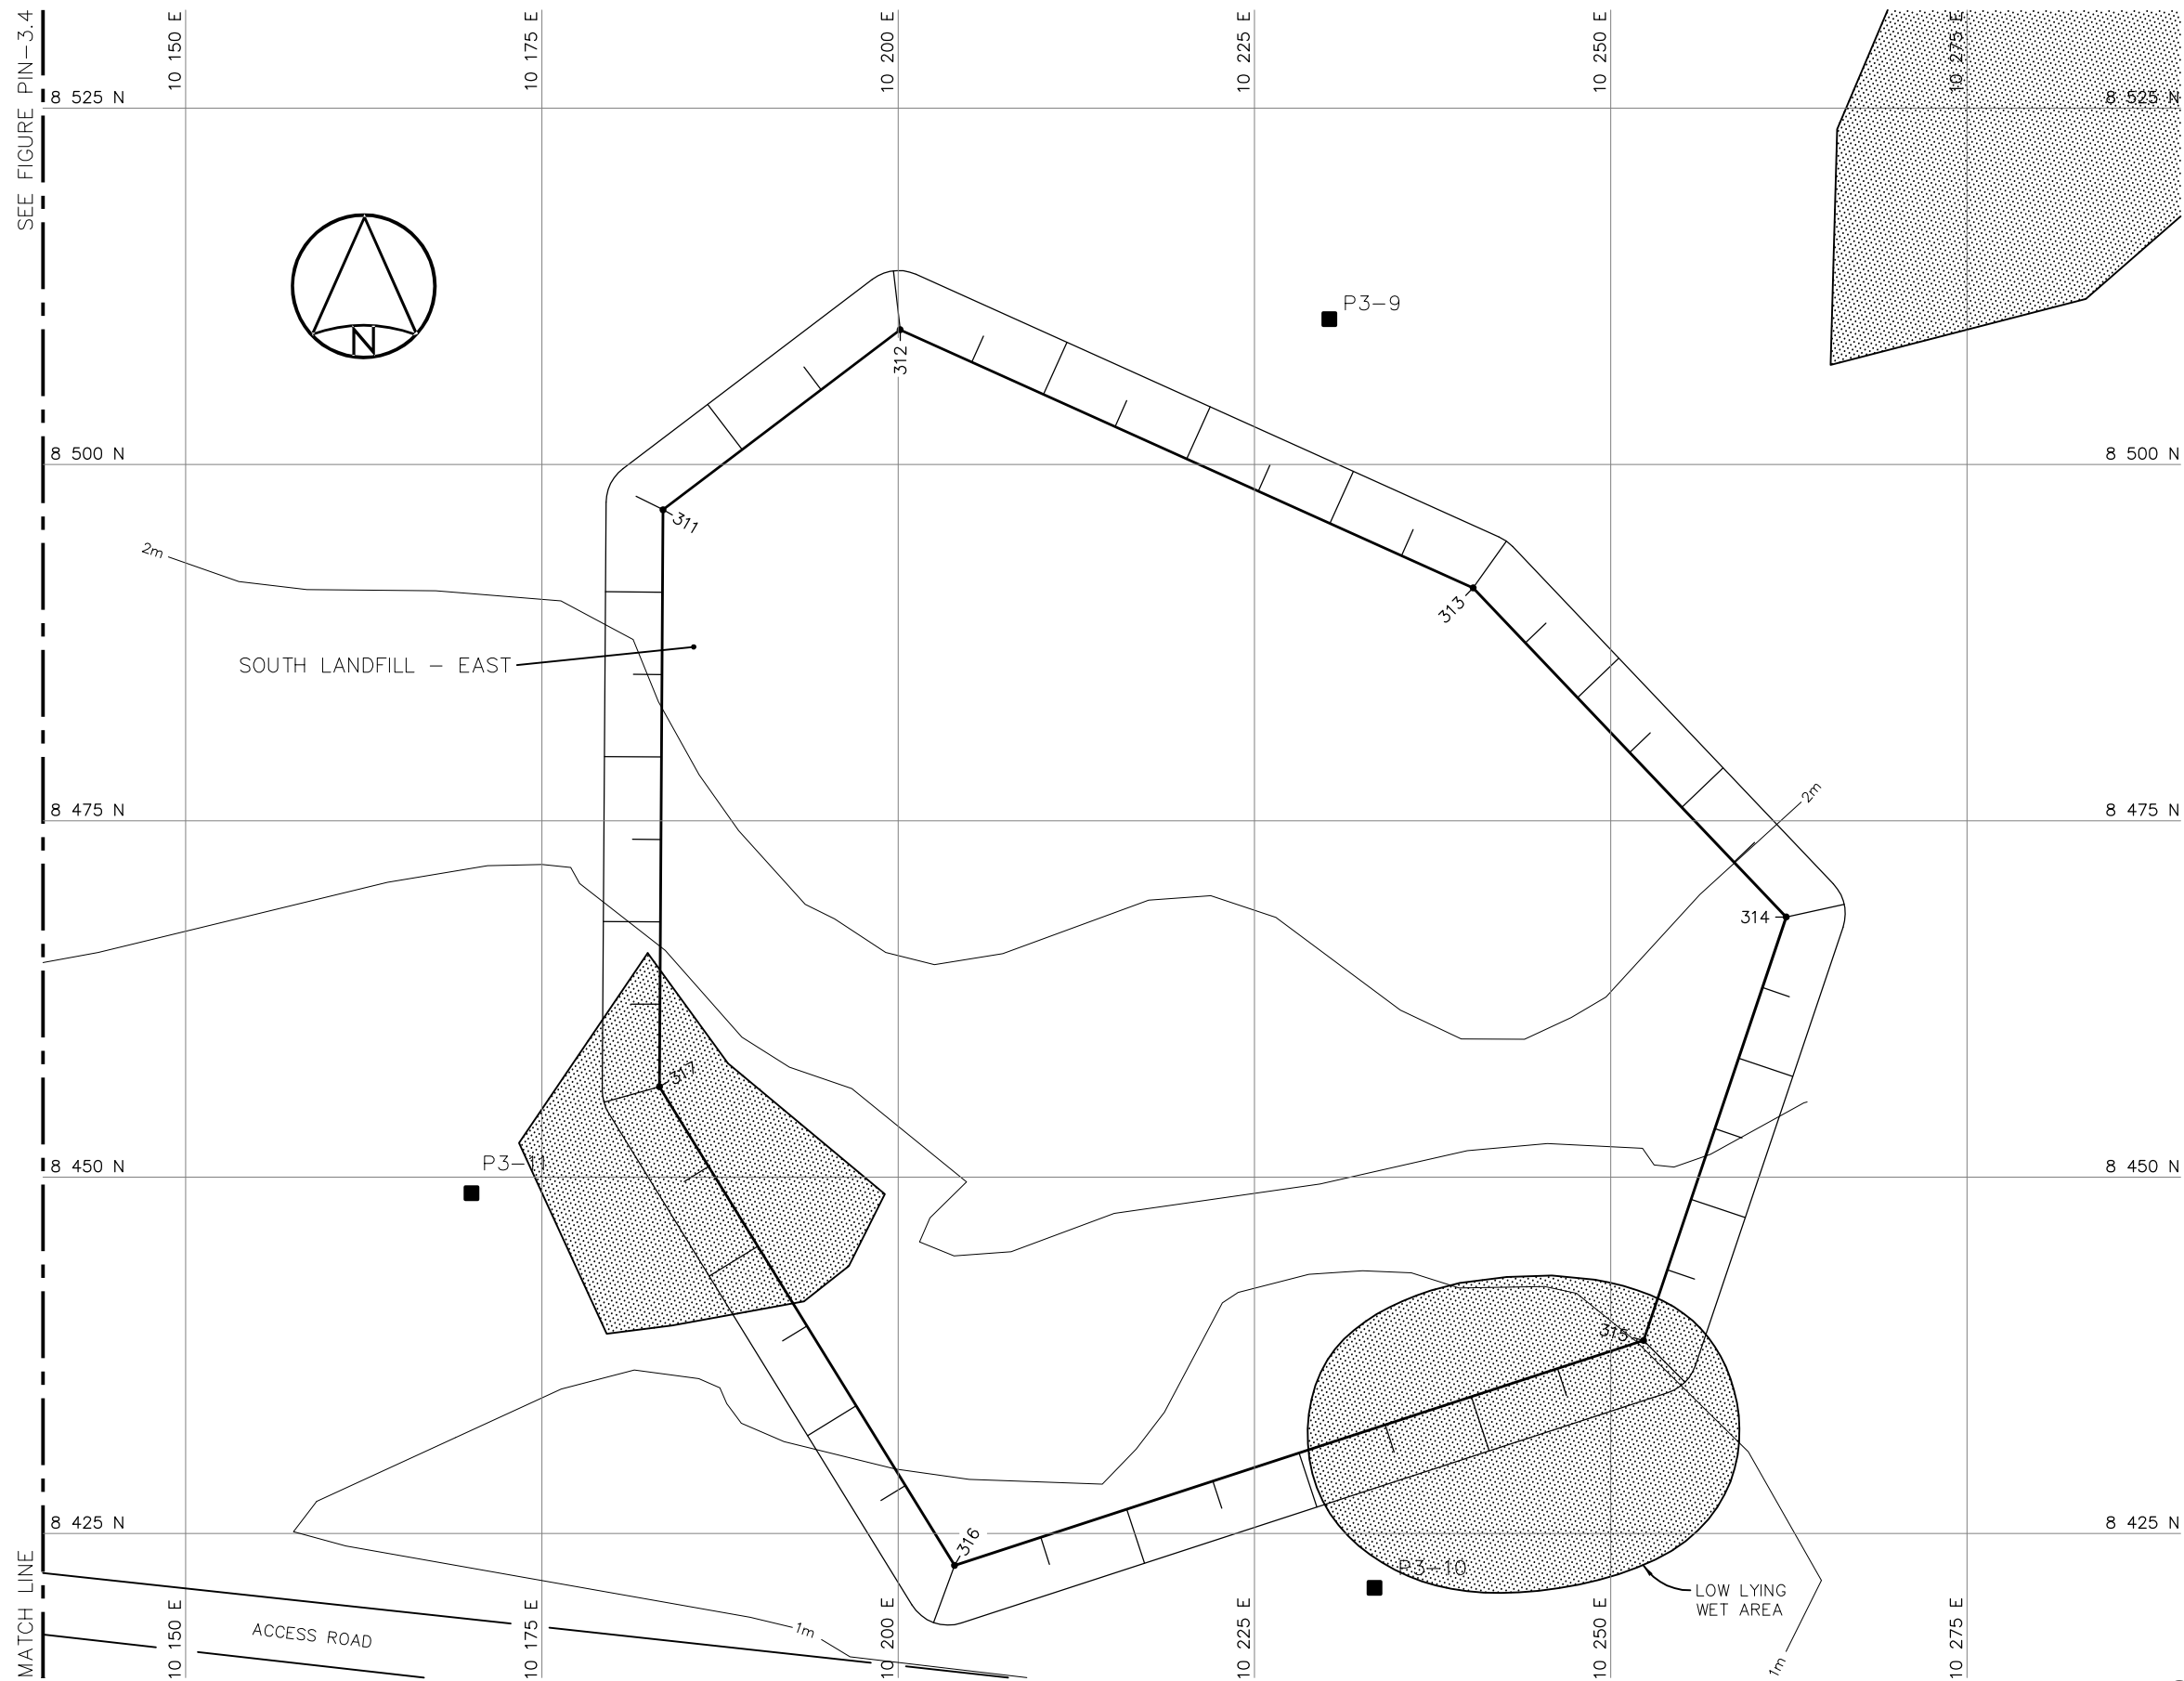 SEE FIGURE PIN-3.4
10 150 E
10 175 E
10 200 E
10 225 E
10 250 E
10 275 E
8 525 N
8 525 N
P3-9
N
312
8 500 N
8 500 N
311
2m
313
SOUTH LANDFILL - EAST
2m
8 475 N
8 475 N
314
317
P3-11
8 450 N
8 450 N
315
8 425 N
8 425 N
316
P3-10
LOW LYING
WET AREA
MATCH LINE
ACCESS ROAD
1m
1m
10 150 E
10 175 E
10 200 E
10 225 E
10 250 E
10 275 E